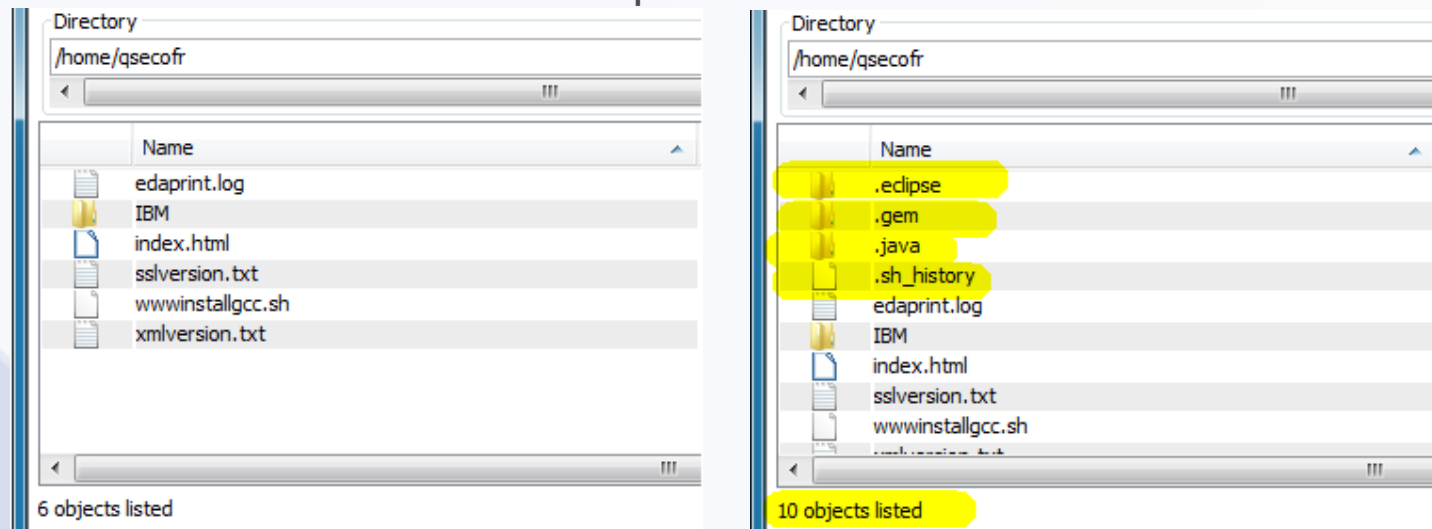 Directory
/home/qsecofr
Name
edaprint.log
IBM
index.html
sslversion.txt
wwwinstallgcc.sh
xmlversion.txt
6 objects listed
Directory
/home/qsecofr
Name
.eclipse
.gem
.java
.sh_history
edaprint.log
IBM
index.html
sslversion.txt
wwwinstallgcc.sh
xmlversion.txt
10 objects listed